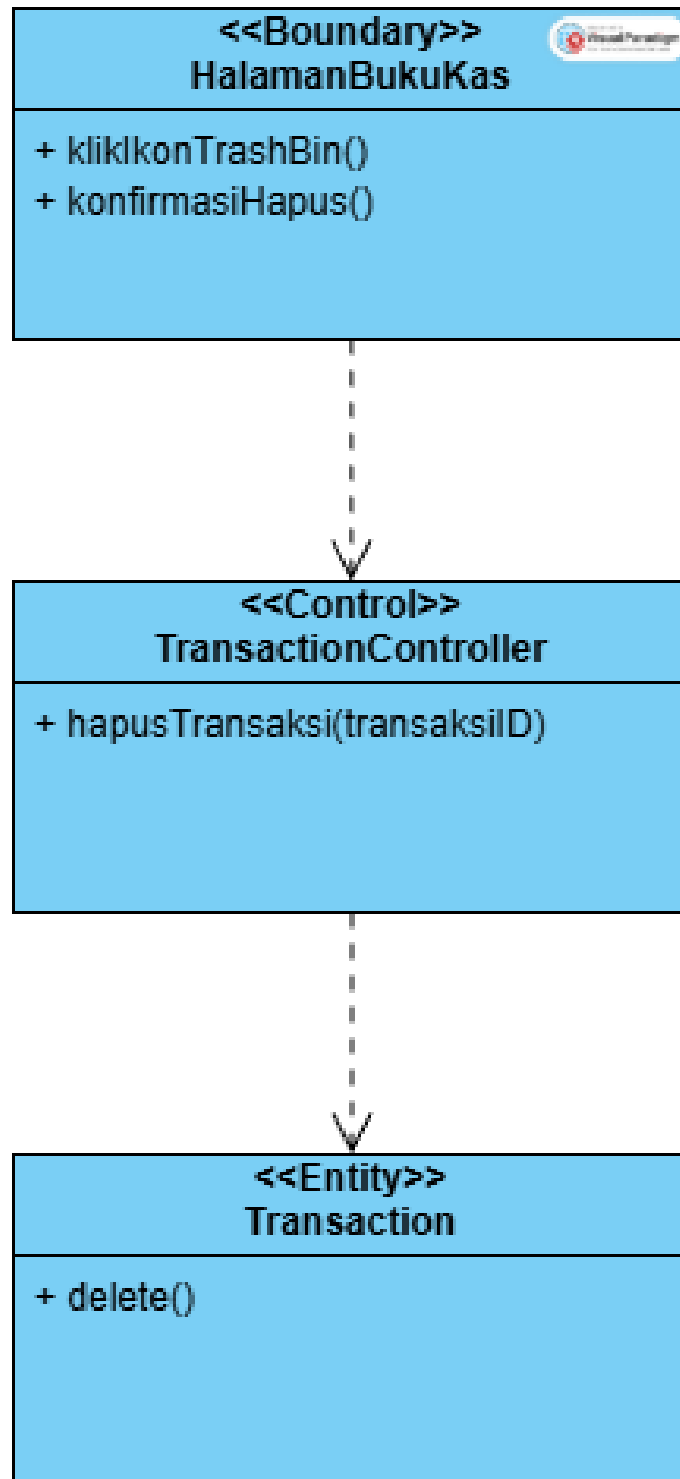 <<Boundary>>
HalamanBukuKas
+ klikIkonTrashBin()
+ konfirmasiHapus()
<<Control>>
TransactionController
+ hapusTransaksi(transaksiID)
<<Entity>>
Transaction
+ delete()